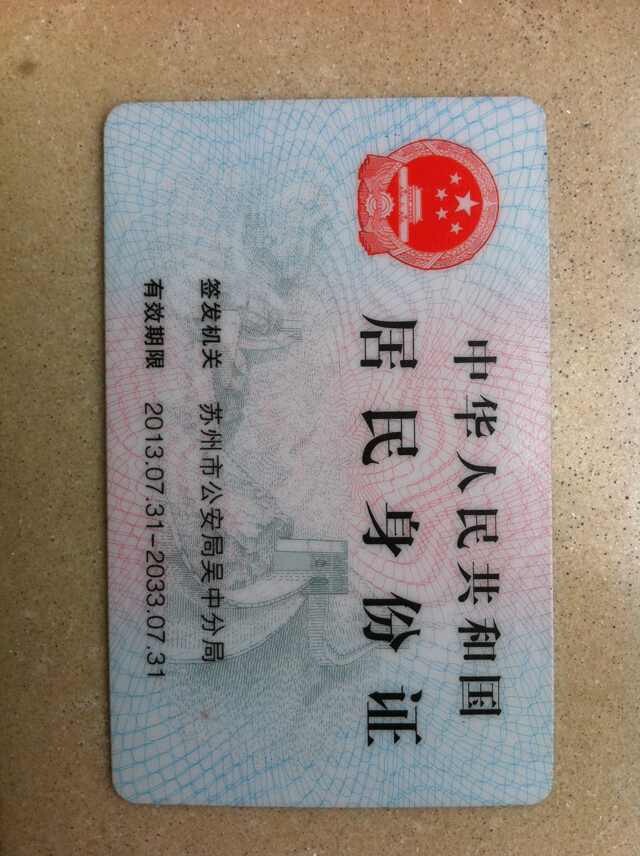 中华人民共和国
居民身份证
签发机关 苏州市公安局吴中分局
有效期限 2013.07.31-2033.07.31